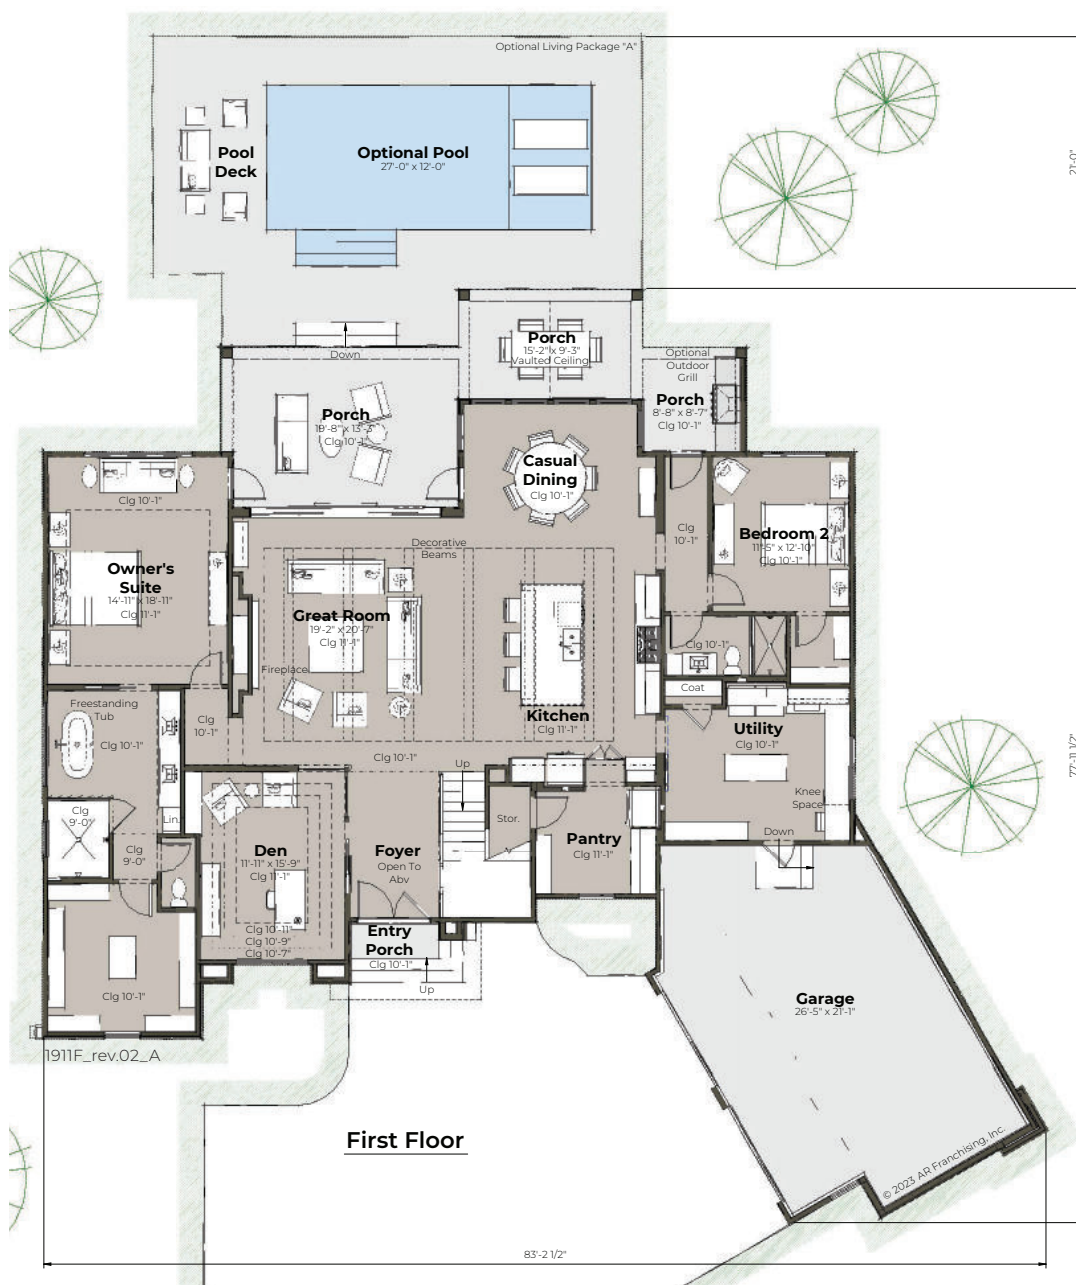 Optional Living Package "A"
Pool
Deck
Optional Pool
27'-0" x 12'-0"
21'-0"
Down
Porch
15'-2" x 9'-3"
Vaulted Ceiling
Optional
Outdoor
Grill
Porch
8'-8" x 8'-7"
Clg 10'-1"
Porch
19'-8" x 13'-3"
Clg 10'-1"
Casual
Dining
Clg 10'-1"
Clg 10'-1"
Clg
10'-1"
Bedroom 2
11'-5" x 12'-10"
Clg 10'-1"
Decorative
Beams
Owner's
Suite
14'-11" x 18'-11"
Clg 11'-1"
Great Room
19'-2" x 20'-7"
Clg 11'-1"
Fireplace
Clg 10'-1"
Coat
Freestanding
Tub
Clg 10'-1"
Clg
10'-1"
Kitchen
Clg 11'-1"
Utility
Clg 10'-1"
77'-11 1/2"
Clg 10'-1"
Up
Knee
Space
Clg
9'-0"
Lin.
Stor.
Clg
9'-0"
Den
11'-11" x 15'-9"
Clg 11'-1"
Foyer
Open To
Abv
Pantry
Clg 11'-1"
Down
Clg 10'-11"
Clg 10'-9"
Clg 10'-7"
Entry
Porch
Clg 10'-1"
Up
Clg 10'-1"
Garage
26'-5" x 21'-1"
1911F_rev.02_A
First Floor
© 2023 AR Franchising, Inc.
83'-2 1/2"